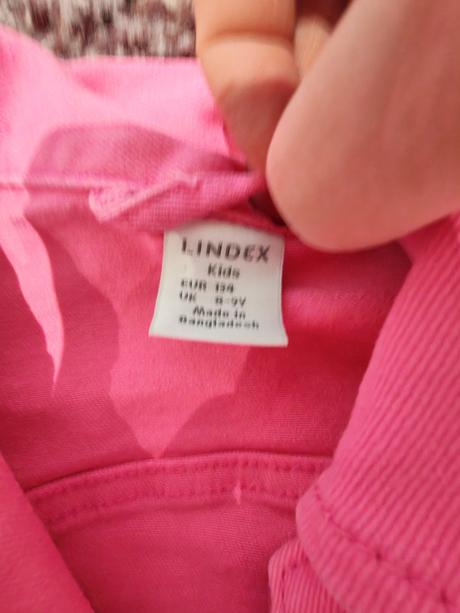 LINDEX
Kids
EUR 134
UK 8-9Y
Made in
Bangladesh